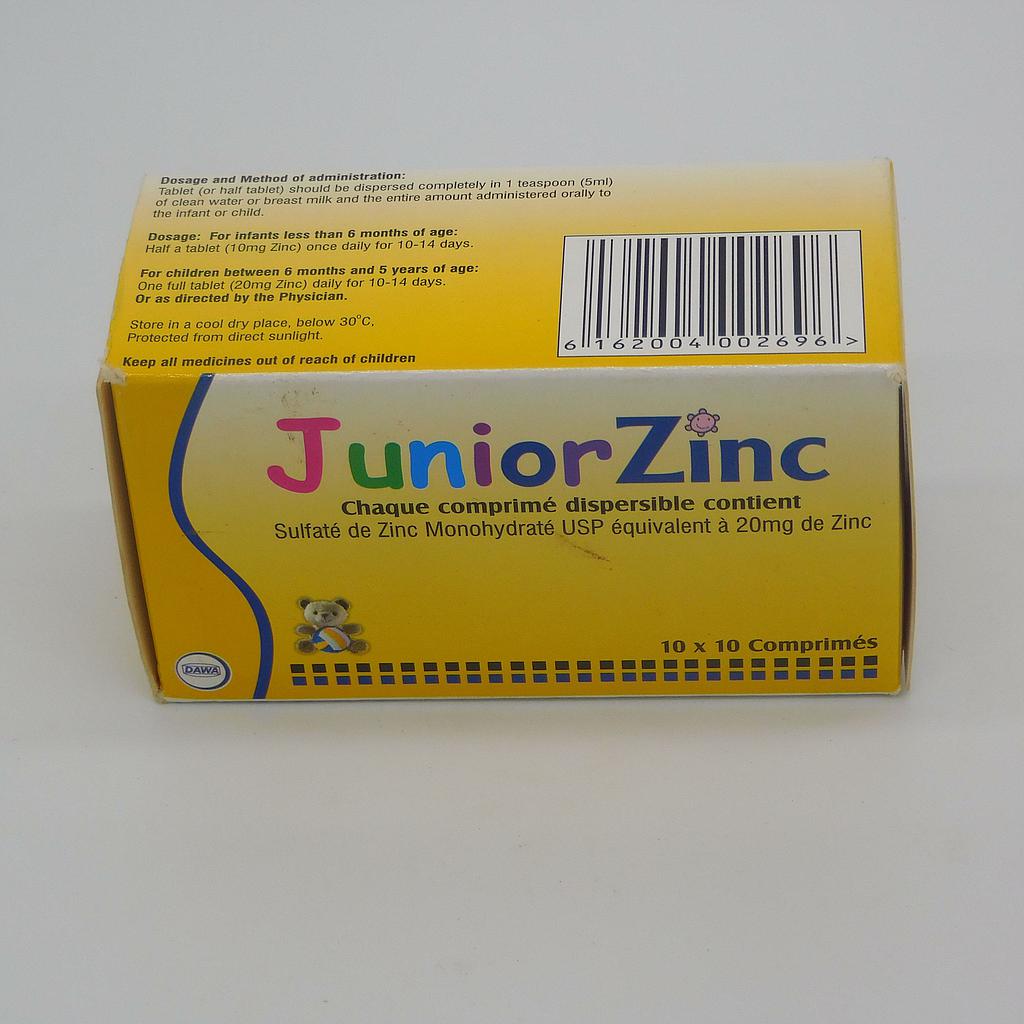 Dosage and Method of administration:
Tablet (or half tablet) should be dispersed completely in 1 teaspoon (5ml)
of clean water or breast milk and the entire amount administered orally to
the infant or child.
Dosage: For infants less than 6 months of age:
Half a tablet (10mg Zinc) once daily for 10-14 days.
For children between 6 months and 5 years of age:
One full tablet (20mg Zinc) daily for 10-14 days.
Or as directed by the Physician.
Store in a cool dry place, below 30°C,
Protected from direct sunlight.
Keep all medicines out of reach of children
6 162004 002696 >
JuniorZinc
Chaque comprimé dispersible contient
Sulfaté de Zinc Monohydraté USP équivalent à 20mg de Zinc
10 x 10 Comprimés
DAWA